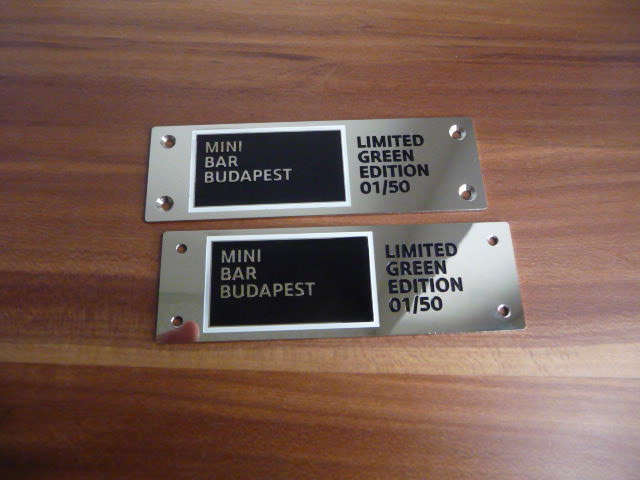 MINI
BAR
BUDAPEST
LIMITED
GREEN
EDITION
01/50
MINI
BAR
BUDAPEST
LIMITED
GREEN
EDITION
01/50